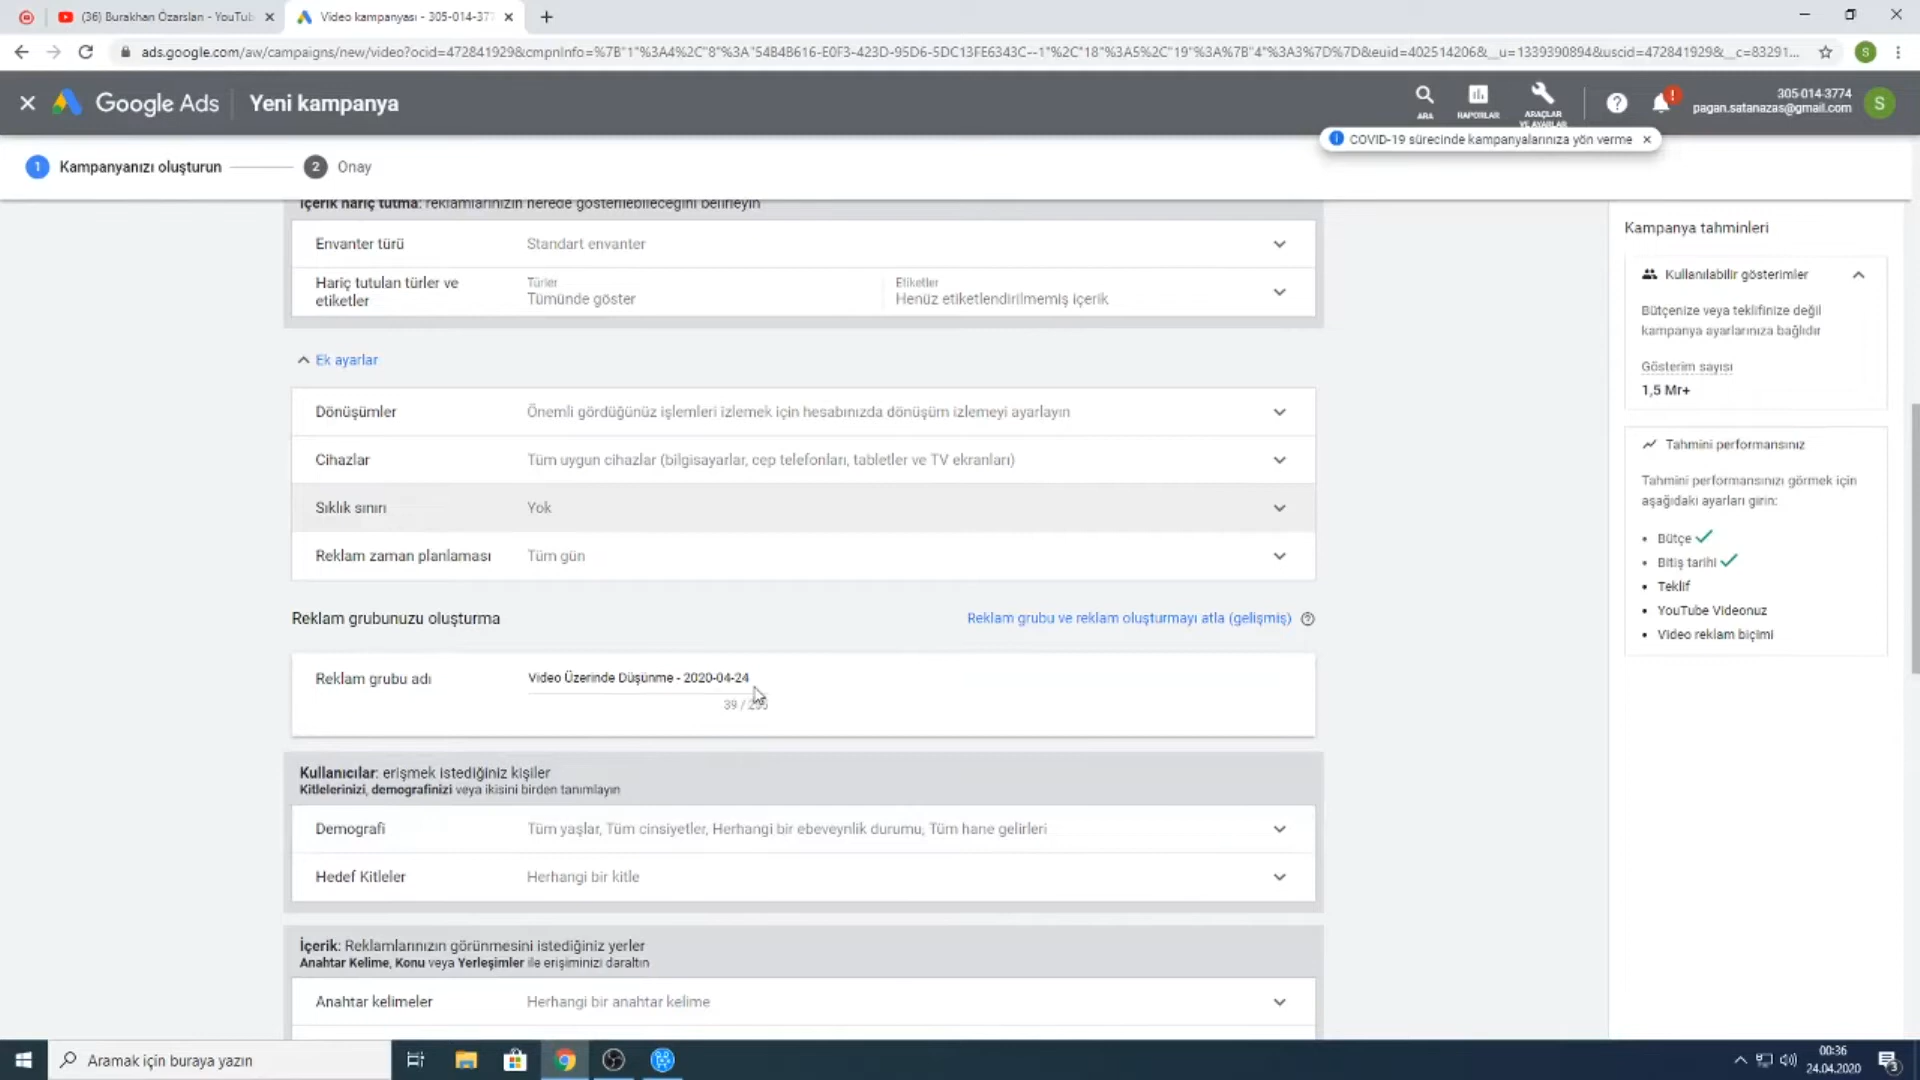 (36) Burakhan Özarslan - YouTub
Video kampanyası - 305-014-377
ads.google.com/aw/campaigns/new/video?ocid=472841929&cmpnInfo=%7B"1"%3A4%2C"8"%3A"54B4B616-E0F3-423D-95D6-5DC13FE6343C--1"%2C"18"%3A5%2C"19"%3A%7B"4"%3A3%7D%7D&euid=402514206&__u=1339390894&uscid=472841929&__c=83291...
S
Google Ads
Yeni kampanya
ARA
RAPORLAR
ARAÇLAR
VE AYARLAR
305-014-3774
pagan.satanazas@gmail.com
S
COVID-19 sürecinde kampanyalarınıza yön verme
1 Kampanyanızı oluşturun
2 Onay
İçerik hariç tutma: reklamlarınızın nerede gösterilebileceğini belirleyin
Envanter türü
Standart envanter
Hariç tutulan türler ve
etiketler
Türler
Tümünde göster
Etiketler
Henüz etiketlendirilmemiş içerik
Ek ayarlar
Dönüşümler
Önemli gördüğünüz işlemleri izlemek için hesabınızda dönüşüm izlemeyi ayarlayın
Cihazlar
Tüm uygun cihazlar (bilgisayarlar, cep telefonları, tabletler ve TV ekranları)
Sıklık sınırı
Yok
Reklam zaman planlaması
Tüm gün
Reklam grubunuzu oluşturma
Reklam grubu ve reklam oluşturmayı atla (gelişmiş)
Reklam grubu adı
Video Üzerinde Düşünme - 2020-04-24
39 /
Kullanıcılar: erişmek istediğiniz kişiler
Kitlelerinizi, demografinizi veya ikisini birden tanımlayın
Demografi
Tüm yaşlar, Tüm cinsiyetler, Herhangi bir ebeveynlik durumu, Tüm hane gelirleri
Hedef Kitleler
Herhangi bir kitle
İçerik: Reklamlarınızın görünmesini istediğiniz yerler
Anahtar Kelime, Konu veya Yerleşimler ile erişiminizi daraltın
Anahtar kelimeler
Herhangi bir anahtar kelime
Kampanya tahminleri
Kullanılabilir gösterimler
Bütçenize veya teklifinize değil
kampanya ayarlarınıza bağlıdır
Gösterim sayısı
1,5 Mr+
Tahmini performansınız
Tahmini performansınızı görmek için
aşağıdaki ayarları girin:
Bütçe
Bitiş tarihi
Teklif
YouTube Videonuz
Video reklam biçimi
Aramak için buraya yazın
00:36
24.04.2020
3